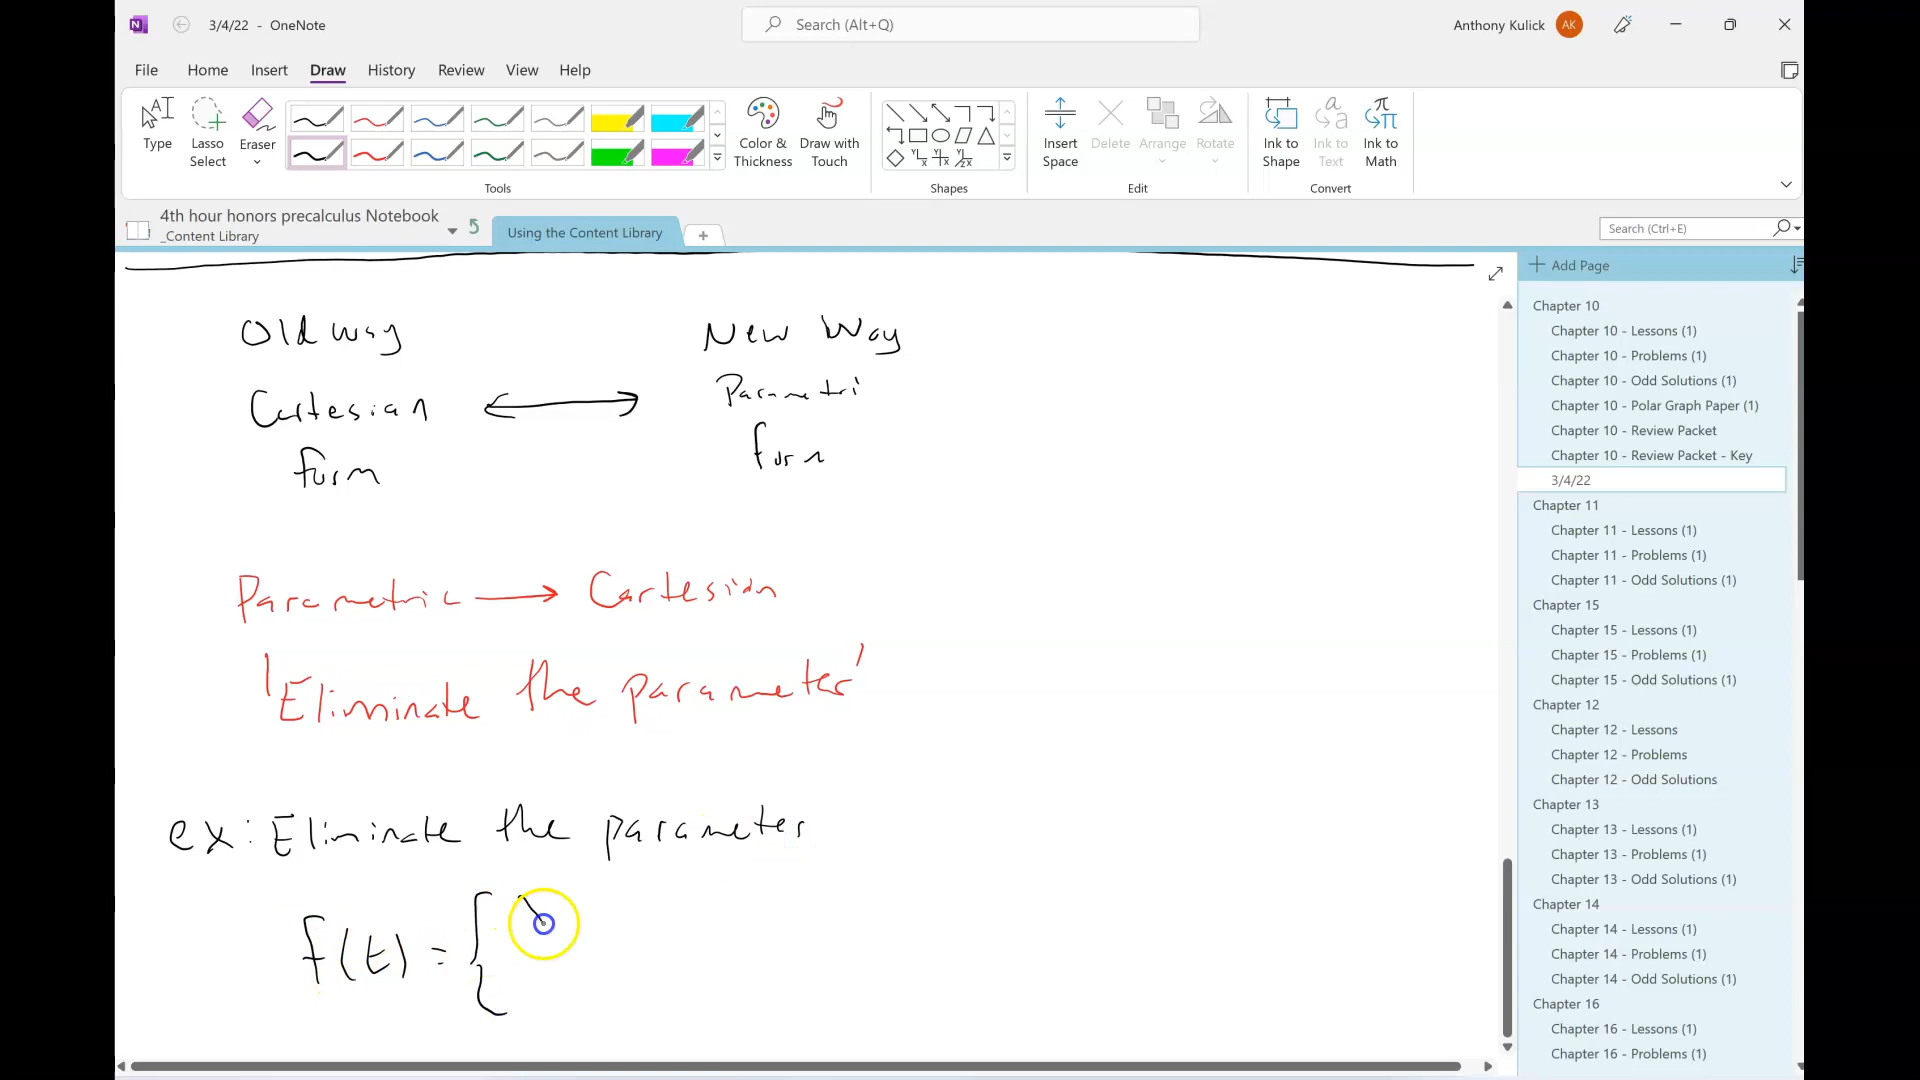 3/4/22 - OneNote
Search (Alt+Q)
Anthony Kulick
AK
File Home Insert Draw History Review View Help
Type
Lasso Select
Eraser
Color & Thickness
Draw with Touch
Insert Space
Delete
Arrange
Rotate
Ink to Shape
Ink to Text
Ink to Math
Tools
Shapes
Edit
Convert
4th hour honors precalculus Notebook
_Content Library
Using the Content Library
Search (Ctrl+E)
Old Way
New Way
Cartesian
form
Parametri
form
Parametric → Cartesian
'Eliminate the parameter'
ex: Eliminate the parameter
f(t) = {
Add Page
Chapter 10
Chapter 10 - Lessons (1)
Chapter 10 - Problems (1)
Chapter 10 - Odd Solutions (1)
Chapter 10 - Polar Graph Paper (1)
Chapter 10 - Review Packet
Chapter 10 - Review Packet - Key
3/4/22
Chapter 11
Chapter 11 - Lessons (1)
Chapter 11 - Problems (1)
Chapter 11 - Odd Solutions (1)
Chapter 15
Chapter 15 - Lessons (1)
Chapter 15 - Problems (1)
Chapter 15 - Odd Solutions (1)
Chapter 12
Chapter 12 - Lessons
Chapter 12 - Problems
Chapter 12 - Odd Solutions
Chapter 13
Chapter 13 - Lessons (1)
Chapter 13 - Problems (1)
Chapter 13 - Odd Solutions (1)
Chapter 14
Chapter 14 - Lessons (1)
Chapter 14 - Problems (1)
Chapter 14 - Odd Solutions (1)
Chapter 16
Chapter 16 - Lessons (1)
Chapter 16 - Problems (1)